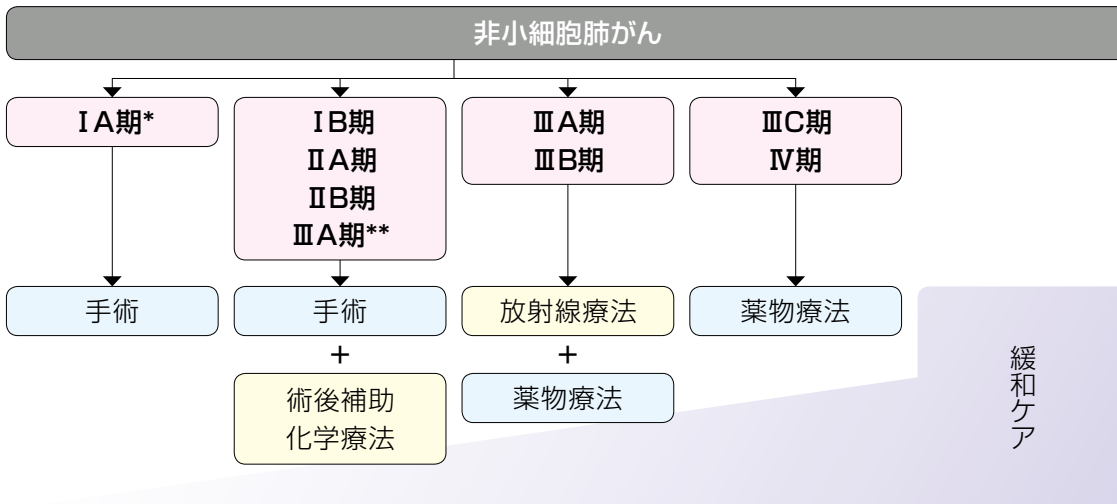 非小細胞肺がん
ⅠA期*
ⅠB期
ⅡA期
ⅡB期
ⅢA期**
ⅢA期
ⅢB期
ⅢC期
Ⅳ期
手術
手術
+
術後補助
化学療法
放射線療法
+
薬物療法
薬物療法
緩和ケア